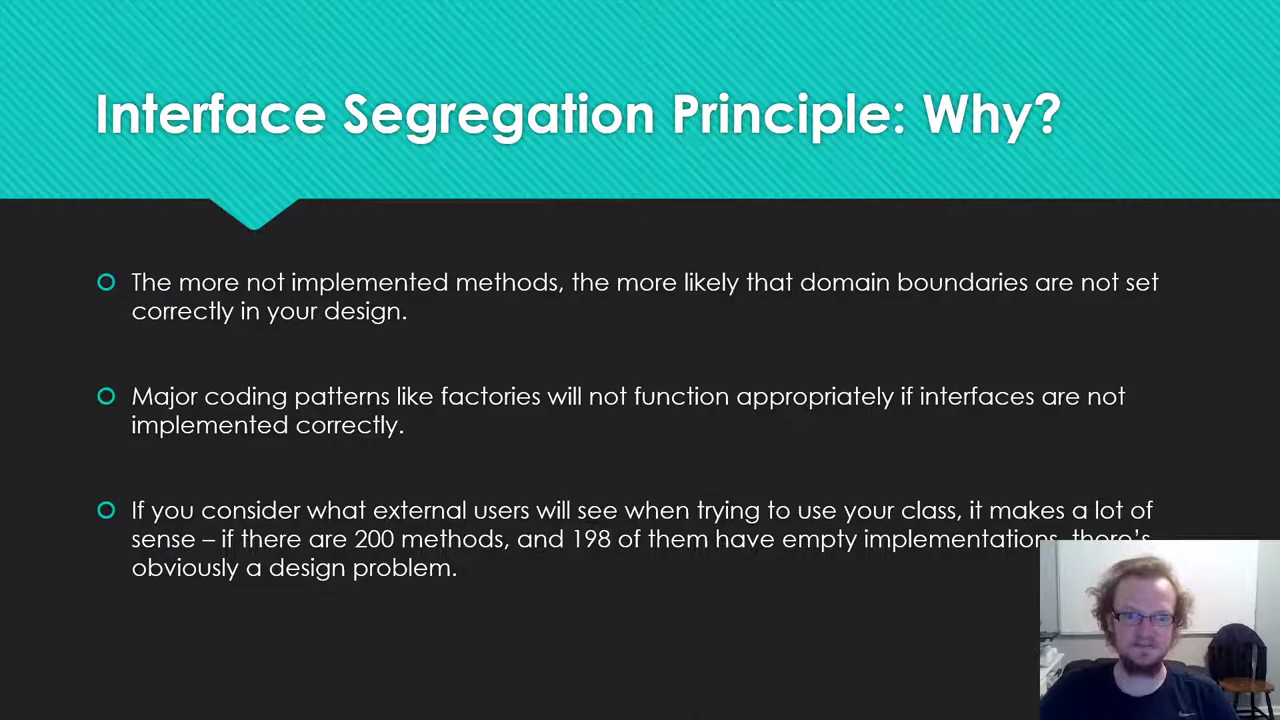 Interface Segregation Principle: Why?
The more not implemented methods, the more likely that domain boundaries are not set
correctly in your design.
Major coding patterns like factories will not function appropriately if interfaces are not
implemented correctly.
If you consider what external users will see when trying to use your class, it makes a lot of
sense – if there are 200 methods, and 198 of them have empty implementations, there's
obviously a design problem.